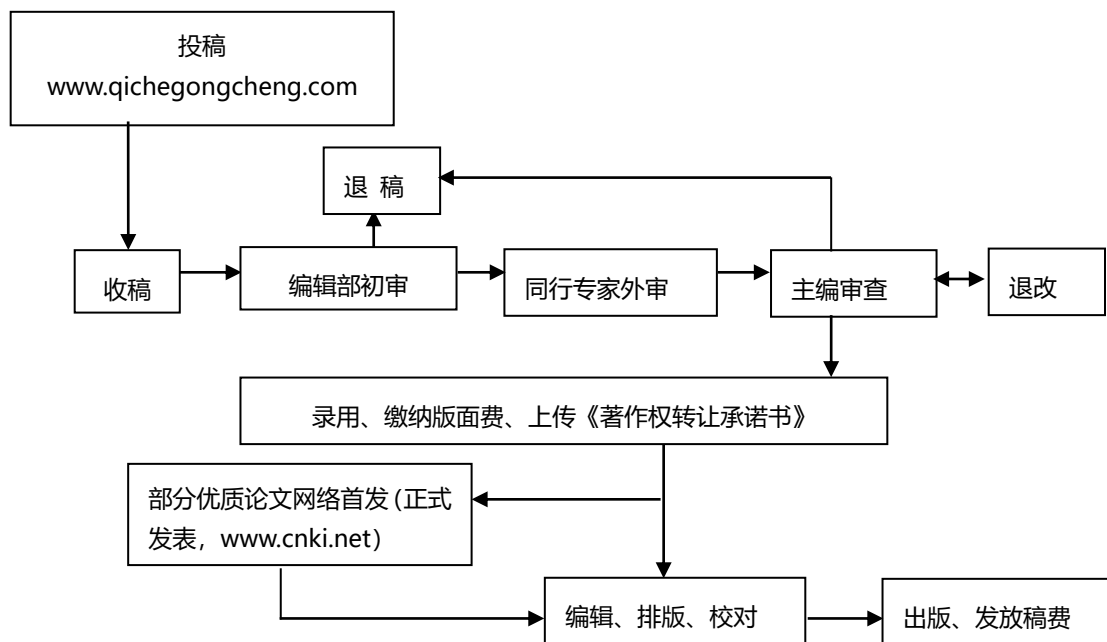 投稿
www.qichegongcheng.com
退 稿
收稿
编辑部初审
同行专家外审
主编审查
退改
录用、缴纳版面费、上传《著作权转让承诺书》
部分优质论文网络首发(正式
发表，www.cnki.net)
编辑、排版、校对
出版、发放稿费